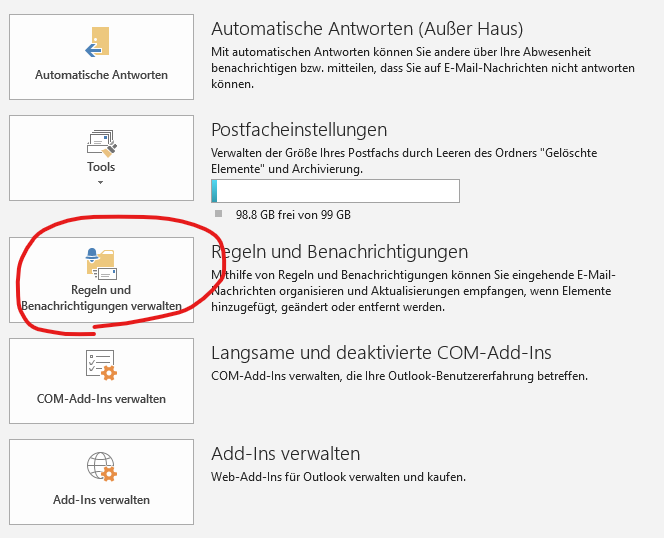 Automatische Antworten
Automatische Antworten (Außer Haus)
Mit automatischen Antworten können Sie andere über Ihre Abwesenheit
benachrichtigen bzw. mitteilen, dass Sie auf E-Mail-Nachrichten nicht antworten
können.
Tools
Postfacheinstellungen
Verwalten der Größe Ihres Postfachs durch Leeren des Ordners "Gelöschte
Elemente" und Archivierung.
98.8 GB frei von 99 GB
Regeln und
Benachrichtigungen verwalten
Regeln und Benachrichtigungen
Mithilfe von Regeln und Benachrichtigungen können Sie eingehende E-Mail-
Nachrichten organisieren und Aktualisierungen empfangen, wenn Elemente
hinzugefügt, geändert oder entfernt werden.
COM-Add-Ins verwalten
Langsame und deaktivierte COM-Add-Ins
COM-Add-Ins verwalten, die Ihre Outlook-Benutzererfahrung betreffen.
Add-Ins verwalten
Add-Ins verwalten
Web-Add-Ins für Outlook verwalten und kaufen.